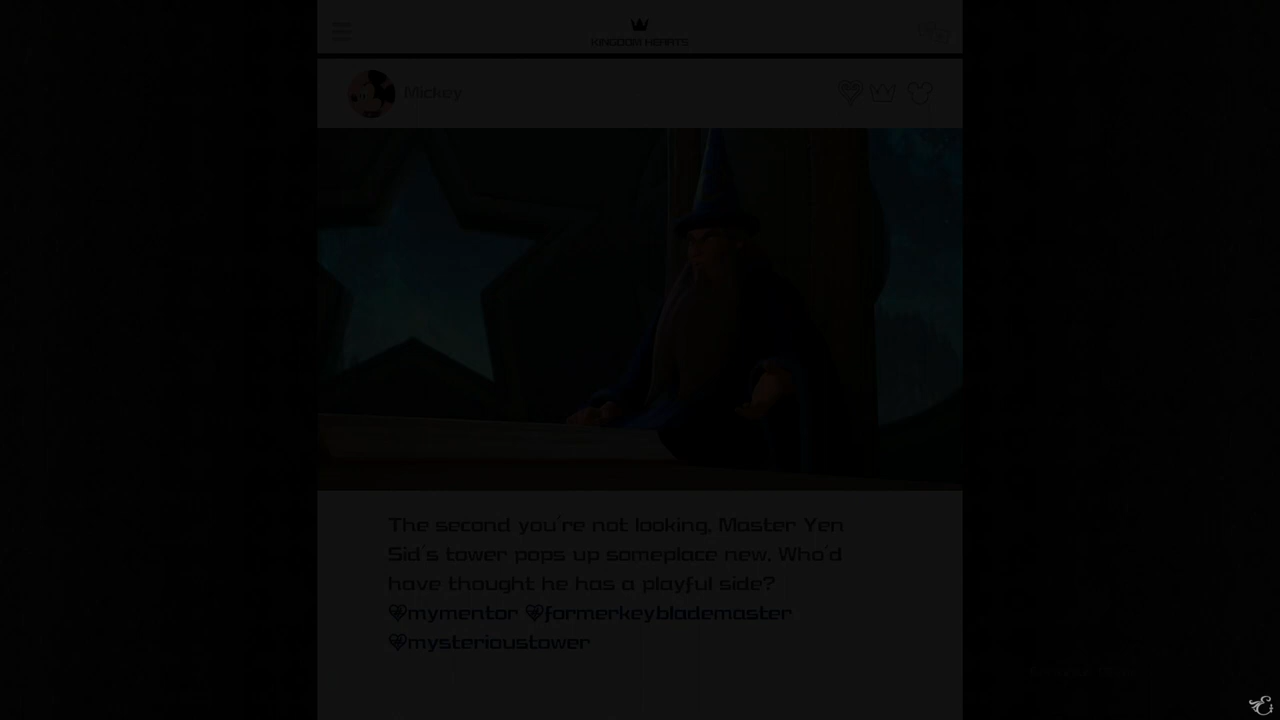 KINGDOM HEARTS
Mickey
The second you're not looking, Master Yen
Sid's tower pops up someplace new. Who'd
have thought he has a playful side?
mymentor formerkeyblademaster
mysterioustower